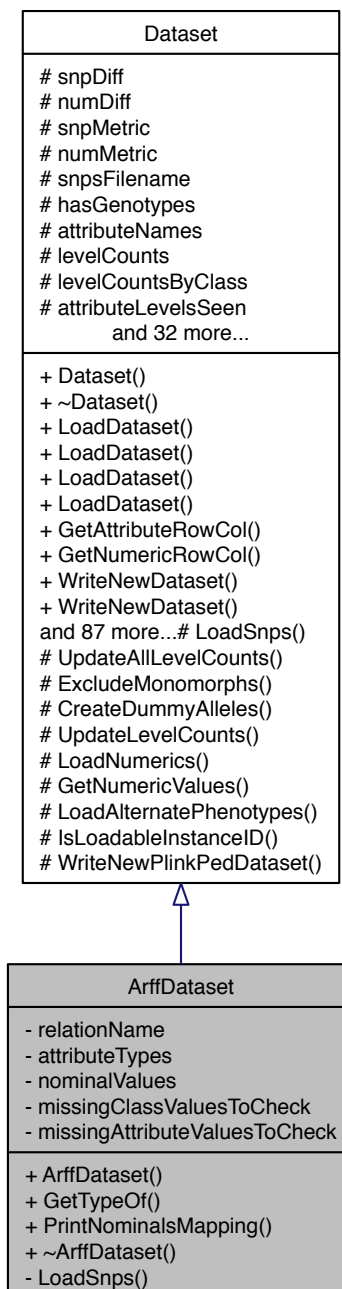 Dataset
# snpDiff
# numDiff
# snpMetric
# numMetric
# snpsFilename
# hasGenotypes
# attributeNames
# levelCounts
# levelCountsByClass
# attributeLevelsSeen
and 32 more...
+ Dataset()
+ ~Dataset()
+ LoadDataset()
+ LoadDataset()
+ LoadDataset()
+ LoadDataset()
+ GetAttributeRowCol()
+ GetNumericRowCol()
+ WriteNewDataset()
+ WriteNewDataset()
and 87 more...# LoadSnps()
# UpdateAllLevelCounts()
# ExcludeMonomorphs()
# CreateDummyAlleles()
# UpdateLevelCounts()
# LoadNumerics()
# GetNumericValues()
# LoadAlternatePhenotypes()
# IsLoadableInstanceID()
# WriteNewPlinkPedDataset()
ArffDataset
- relationName
- attributeTypes
- nominalValues
- missingClassValuesToCheck
- missingAttributeValuesToCheck
+ ArffDataset()
+ GetTypeOf()
+ PrintNominalsMapping()
+ ~ArffDataset()
- LoadSnps()